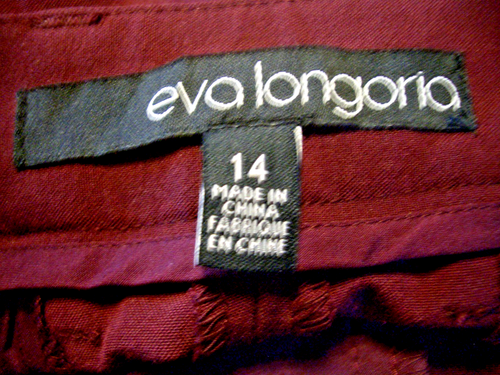 eva longoria
14
MADE IN
CHINA
FABRIQUE
EN CHINE